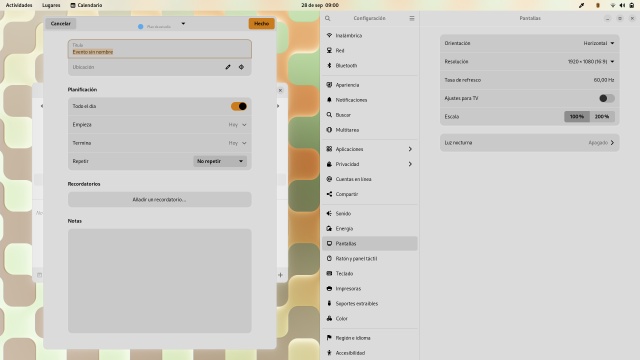 Actividades
Lugares
Calendario
28 de sep 09:00
Cancelar
Hecho
Título
Evento sin nombre
Ubicación
Planificación
Todo el día
Empieza
Hoy
Termina
Hoy
Repetir
No repetir
Recordatorios
Añadir un recordatorio…
Notas
Configuración
Inalámbrica
Red
Bluetooth
Apariencia
Notificaciones
Buscar
Multitarea
Aplicaciones
Privacidad
Cuentas en línea
Compartir
Sonido
Energía
Pantallas
Ratón y panel táctil
Teclado
Impresoras
Soportes extraíbles
Color
Región e idioma
Accesibilidad
Pantallas
Orientación
Horizontal
Resolución
1920 × 1080 (16:9)
Tasa de refresco
60,00 Hz
Ajustes para TV
Escala
100 %
200 %
Luz nocturna
Apagado